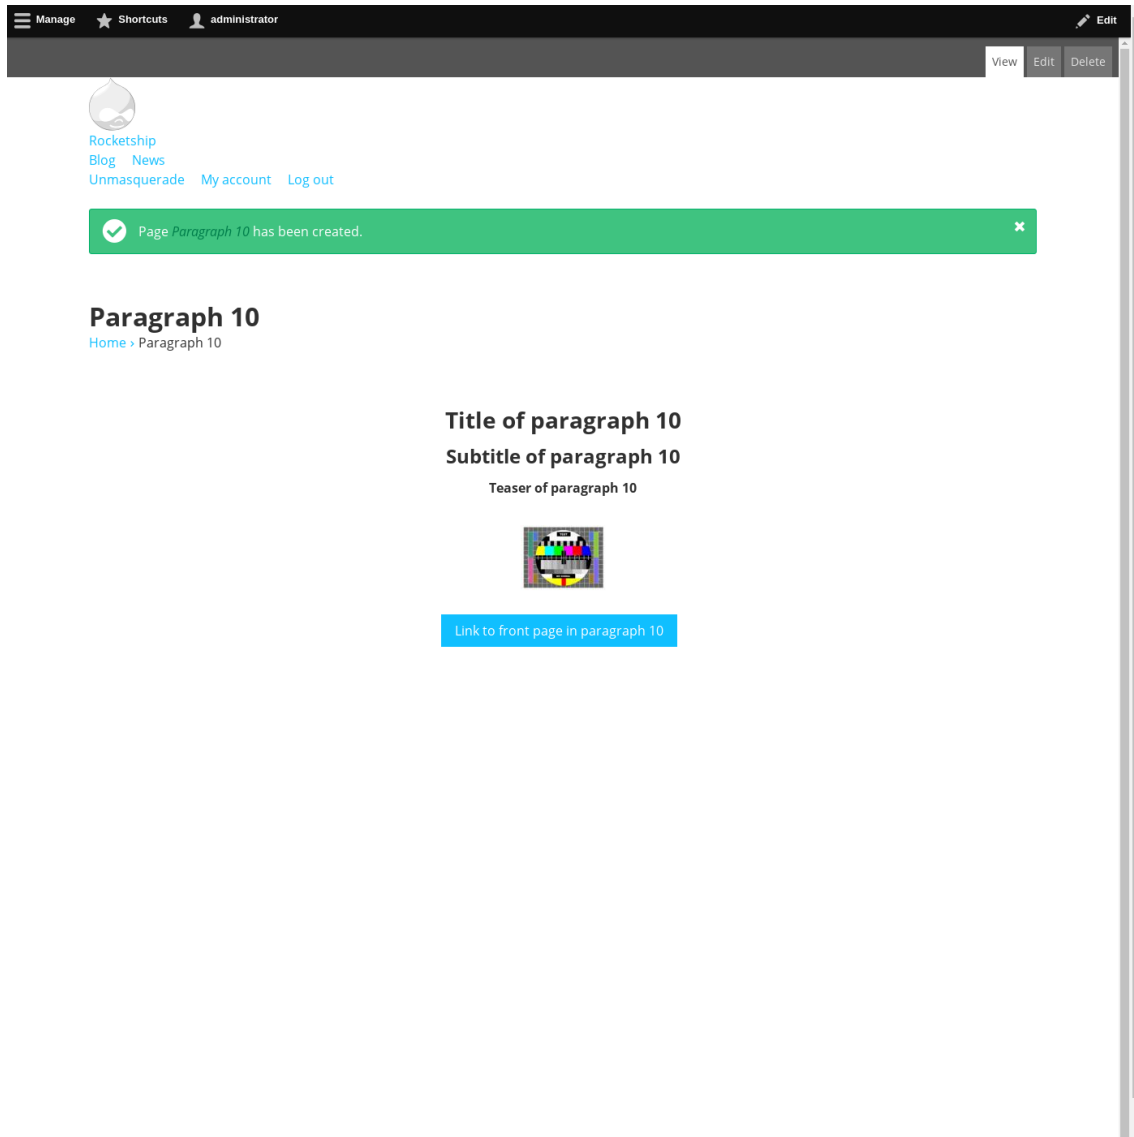 Manage Shortcuts administrator Edit
View Edit Delete
Rocketship
Blog News
Unmasquerade My account Log out
Page Paragraph 10 has been created.
Paragraph 10
Home › Paragraph 10
Title of paragraph 10
Subtitle of paragraph 10
Teaser of paragraph 10
Link to front page in paragraph 10